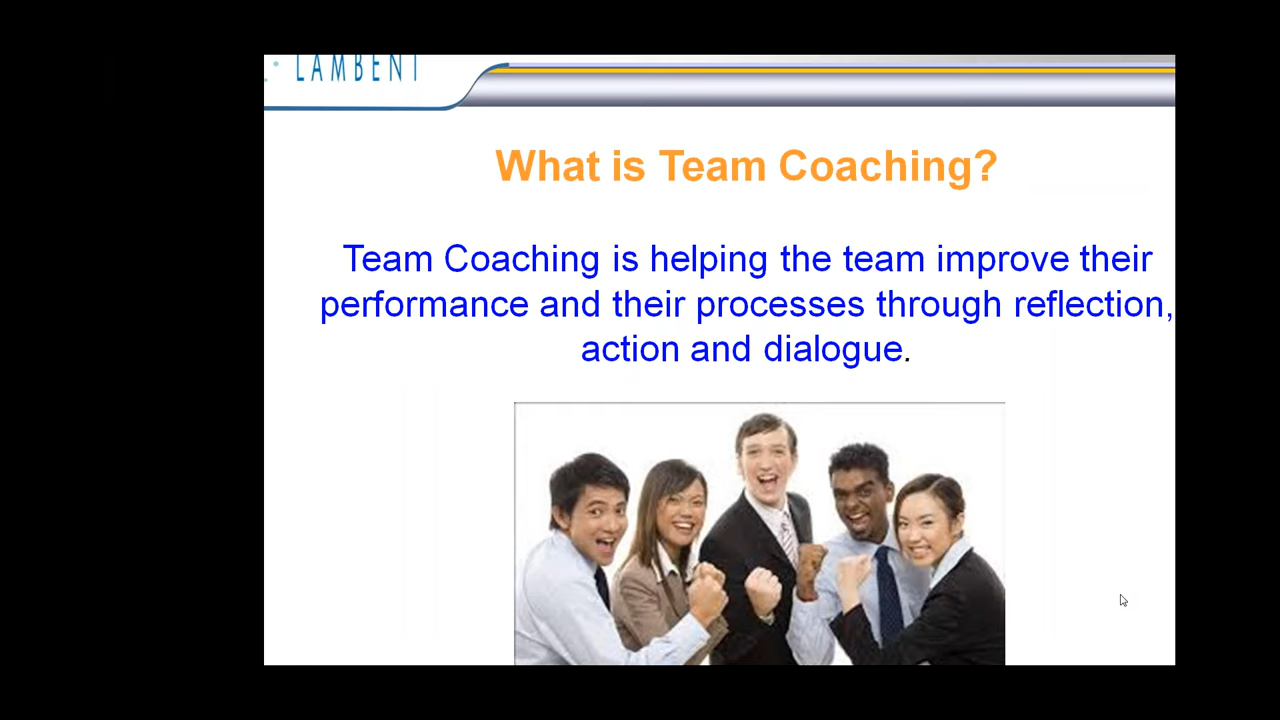 LAMBENT
What is Team Coaching?
Team Coaching is helping the team improve their
performance and their processes through reflection,
action and dialogue.